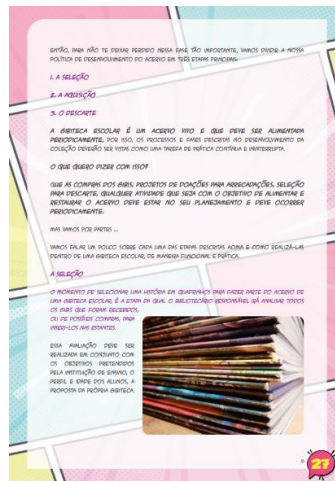 ENTÃO, PARA NÃO TE DEIXAR PERDIDO NESSA FASE TÃO IMPORTANTE, VAMOS DIVIDIR A NOSSA
POLÍTICA DE DESENVOLVIMENTO DO ACERVO EM TRÊS ETAPAS PRINCIPAIS:
1. A SELEÇÃO
2. A AQUISIÇÃO
3. O DESCARTE
A GIBITECA ESCOLAR É UM ACERVO VIVO E QUE DEVE SER ALIMENTADA
PERIODICAMENTE, POR ISSO, OS PROCESSOS E FASES DESCRITAS NO DESENVOLVIMENTO DA
COLEÇÃO DEVERÃO SER VISTAS COMO UMA TAREFA DE PRÁTICA CONTÍNUA E ININTERRUPTA.
O QUE QUERO DIZER COM ISSO?
QUE AS COMPRAS DOS GIBIS, PROJETOS DE DOAÇÕES PARA ARRECADAÇÕES, SELEÇÃO
PARA DESCARTE, QUALQUER ATIVIDADE QUE SEJA COM O OBJETIVO DE ALIMENTAR E
RESTAURAR O ACERVO DEVE ESTAR NO SEU PLANEJAMENTO E DEVE OCORRER
PERIODICAMENTE.
MAS VAMOS POR PARTES ...
VAMOS FALAR UM POUCO SOBRE CADA UMA DAS ETAPAS DESCRITAS ACIMA E COMO REALIZÁ-LAS
DENTRO DE UMA GIBITECA ESCOLAR, DE MANEIRA FUNCIONAL E PRÁTICA.
A SELEÇÃO
O MOMENTO DE SELECIONAR UMA HISTÓRIA EM QUADRINHOS PARA FAZER PARTE DO ACERVO DE
UMA GIBITECA ESCOLAR, É A ETAPA DA QUAL O BIBLIOTECÁRIO RESPONSÁVEL IRÁ ANALISAR TODOS
OS GIBIS QUE FORAM RECEBIDOS,
OU DE POSSÍVEIS COMPRAS, PARA
INSERI-LOS NAS ESTANTES.
ESSA AVALIAÇÃO DEVE SER
REALIZADA EM CONJUNTO COM
OS OBJETIVOS PRETENDIDOS
PELA INSTITUIÇÃO DE ENSINO, O
PERFIL E IDADE DOS ALUNOS, A
PROPOSTA DA PRÓPRIA GIBITECA.
27